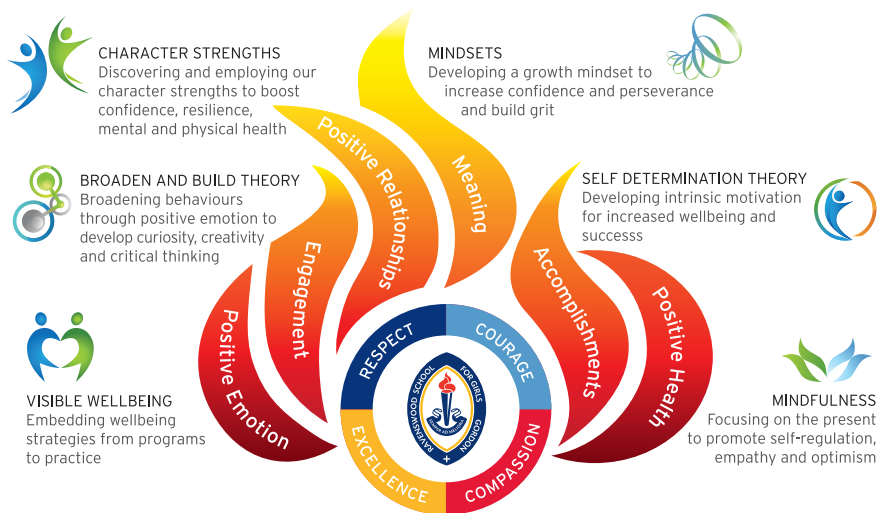 CHARACTER STRENGTHS
Discovering and employing our
character strengths to boost
confidence, resilience,
mental and physical health
MINDSETS
Developing a growth mindset to
increase confidence and perseverance
and build grit
BROADEN AND BUILD THEORY
Broadening behaviours
through positive emotion to
develop curiosity, creativity
and critical thinking
SELF DETERMINATION THEORY
Developing intrinsic motivation
for increased wellbeing and
successs
VISIBLE WELLBEING
Embedding wellbeing
strategies from programs
to practice
MINDFULNESS
Focusing on the present
to promote self-regulation,
empathy and optimism
Positive Emotion
Engagement
Positive Relationships
Meaning
Accomplishments
Positive Health
RESPECT
COURAGE
COMPASSION
EXCELLENCE
RAVENSWOOD SCHOOL
FOR GIRLS
GORDON
SEMPER AD MELIORA